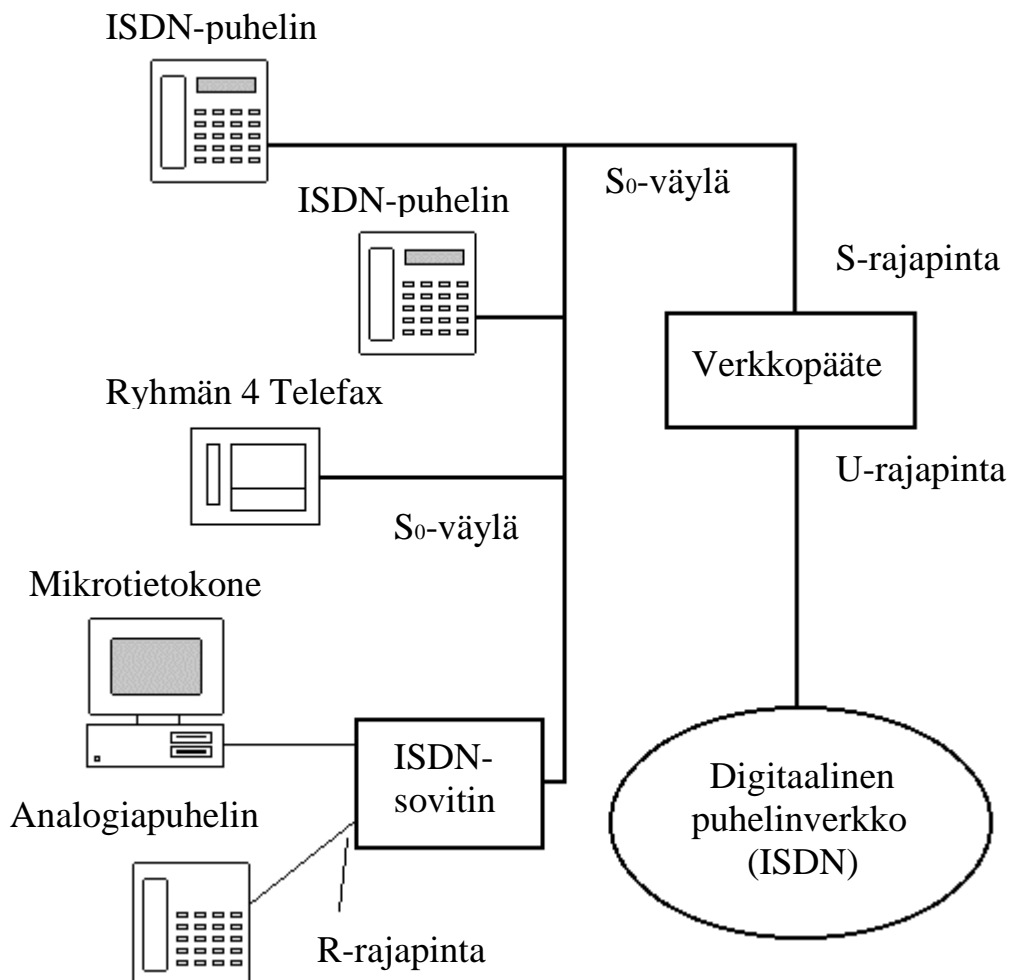 ISDN-puhelin
S0-väylä
ISDN-puhelin
S-rajapinta
Verkkopääte
Ryhmän 4 Telefax
U-rajapinta
S0-väylä
Mikrotietokone
ISDN-
sovitin
Digitaalinen
puhelinverkko
(ISDN)
Analogiapuhelin
R-rajapinta